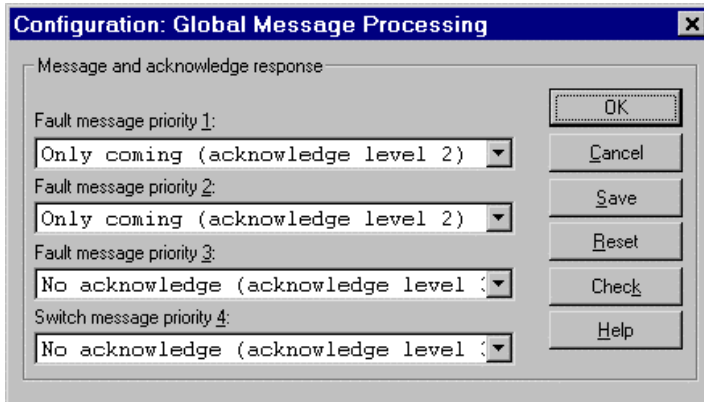 Configuration: Global Message Processing
Message and acknowledge response
Fault message priority 1:
Only coming (acknowledge level 2)
Fault message priority 2:
Only coming (acknowledge level 2)
Fault message priority 3:
No acknowledge (acknowledge level
Switch message priority 4:
No acknowledge (acknowledge level
OK
Cancel
Save
Reset
Check
Help